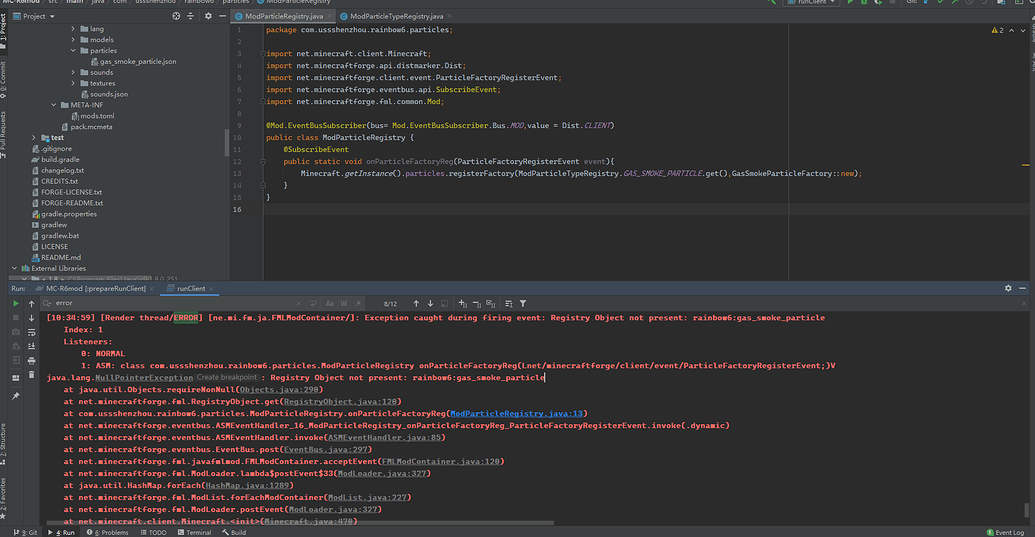 MC-R6mod src main java com ussshenzhou rainbow6 particles ModParticleRegistry
runClient Git:
Project
ModParticleRegistry.java
ModParticleTypeRegistry.java
1: Project
Commit
Pull Requests
Structure
2: Favorites
lang
models
particles
gas_smoke_particle.json
sounds
textures
sounds.json
META-INF
mods.toml
pack.mcmeta
test
.gitignore
build.gradle
changelog.txt
CREDITS.txt
FORGE-LICENSE.txt
FORGE-README.txt
gradle.properties
gradlew
gradlew.bat
LICENSE
README.md
External Libraries
2
1 package com.ussshenzhou.rainbow6.particles;
2
3 import net.minecraft.client.Minecraft;
4 import net.minecraftforge.api.distmarker.Dist;
5 import net.minecraftforge.client.event.ParticleFactoryRegisterEvent;
6 import net.minecraftforge.eventbus.api.SubscribeEvent;
7 import net.minecraftforge.fml.common.Mod;
8
9 @Mod.EventBusSubscriber(bus= Mod.EventBusSubscriber.Bus.MOD,value = Dist.CLIENT)
10 public class ModParticleRegistry {
11 @SubscribeEvent
12 public static void onParticleFactoryReg(ParticleFactoryRegisterEvent event){
13 Minecraft.getInstance().particles.registerFactory(ModParticleTypeRegistry.GAS_SMOKE_PARTICLE.get(),GasSmokeParticleFactory::new);
14 }
15 }
16
Run: MC-R6mod [:prepareRunClient] runClient
error
Aa W .* 8/12
[10:34:59] [Render thread/ERROR] [ne.mi.fm.ja.FMLModContainer/]: Exception caught during firing event: Registry Object not present: rainbow6:gas_smoke_particle
Index: 1
Listeners:
0: NORMAL
1: ASM: class com.ussshenzhou.rainbow6.particles.ModParticleRegistry onParticleFactoryReg(Lnet/minecraftforge/client/event/ParticleFactoryRegisterEvent;)V
java.lang.NullPointerException Create breakpoint : Registry Object not present: rainbow6:gas_smoke_particle
at java.util.Objects.requireNonNull(Objects.java:290)
at net.minecraftforge.fml.RegistryObject.get(RegistryObject.java:120)
at com.ussshenzhou.rainbow6.particles.ModParticleRegistry.onParticleFactoryReg(ModParticleRegistry.java:13)
at net.minecraftforge.eventbus.ASMEventHandler_16_ModParticleRegistry_onParticleFactoryReg_ParticleFactoryRegisterEvent.invoke(.dynamic)
at net.minecraftforge.eventbus.ASMEventHandler.invoke(ASMEventHandler.java:85)
at net.minecraftforge.eventbus.EventBus.post(EventBus.java:297)
at net.minecraftforge.fml.javafmlmod.FMLModContainer.acceptEvent(FMLModContainer.java:120)
at net.minecraftforge.fml.ModLoader.lambda$postEvent$33(ModLoader.java:327)
at java.util.HashMap.forEach(HashMap.java:1289)
at net.minecraftforge.fml.ModList.forEachModContainer(ModList.java:227)
at net.minecraftforge.fml.ModLoader.postEvent(ModLoader.java:327)
at net.minecraft.client.Minecraft.<init>(Minecraft.java:470)
9: Git 4: Run 6: Problems TODO Terminal Build
1 Event Log